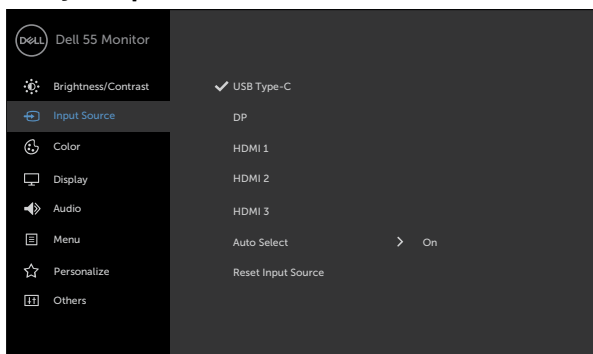 DELL Dell 55 Monitor
Brightness/Contrast
Input Source
Color
Display
Audio
Menu
Personalize
Others
USB Type-C
DP
HDMI 1
HDMI 2
HDMI 3
Auto Select On
Reset Input Source